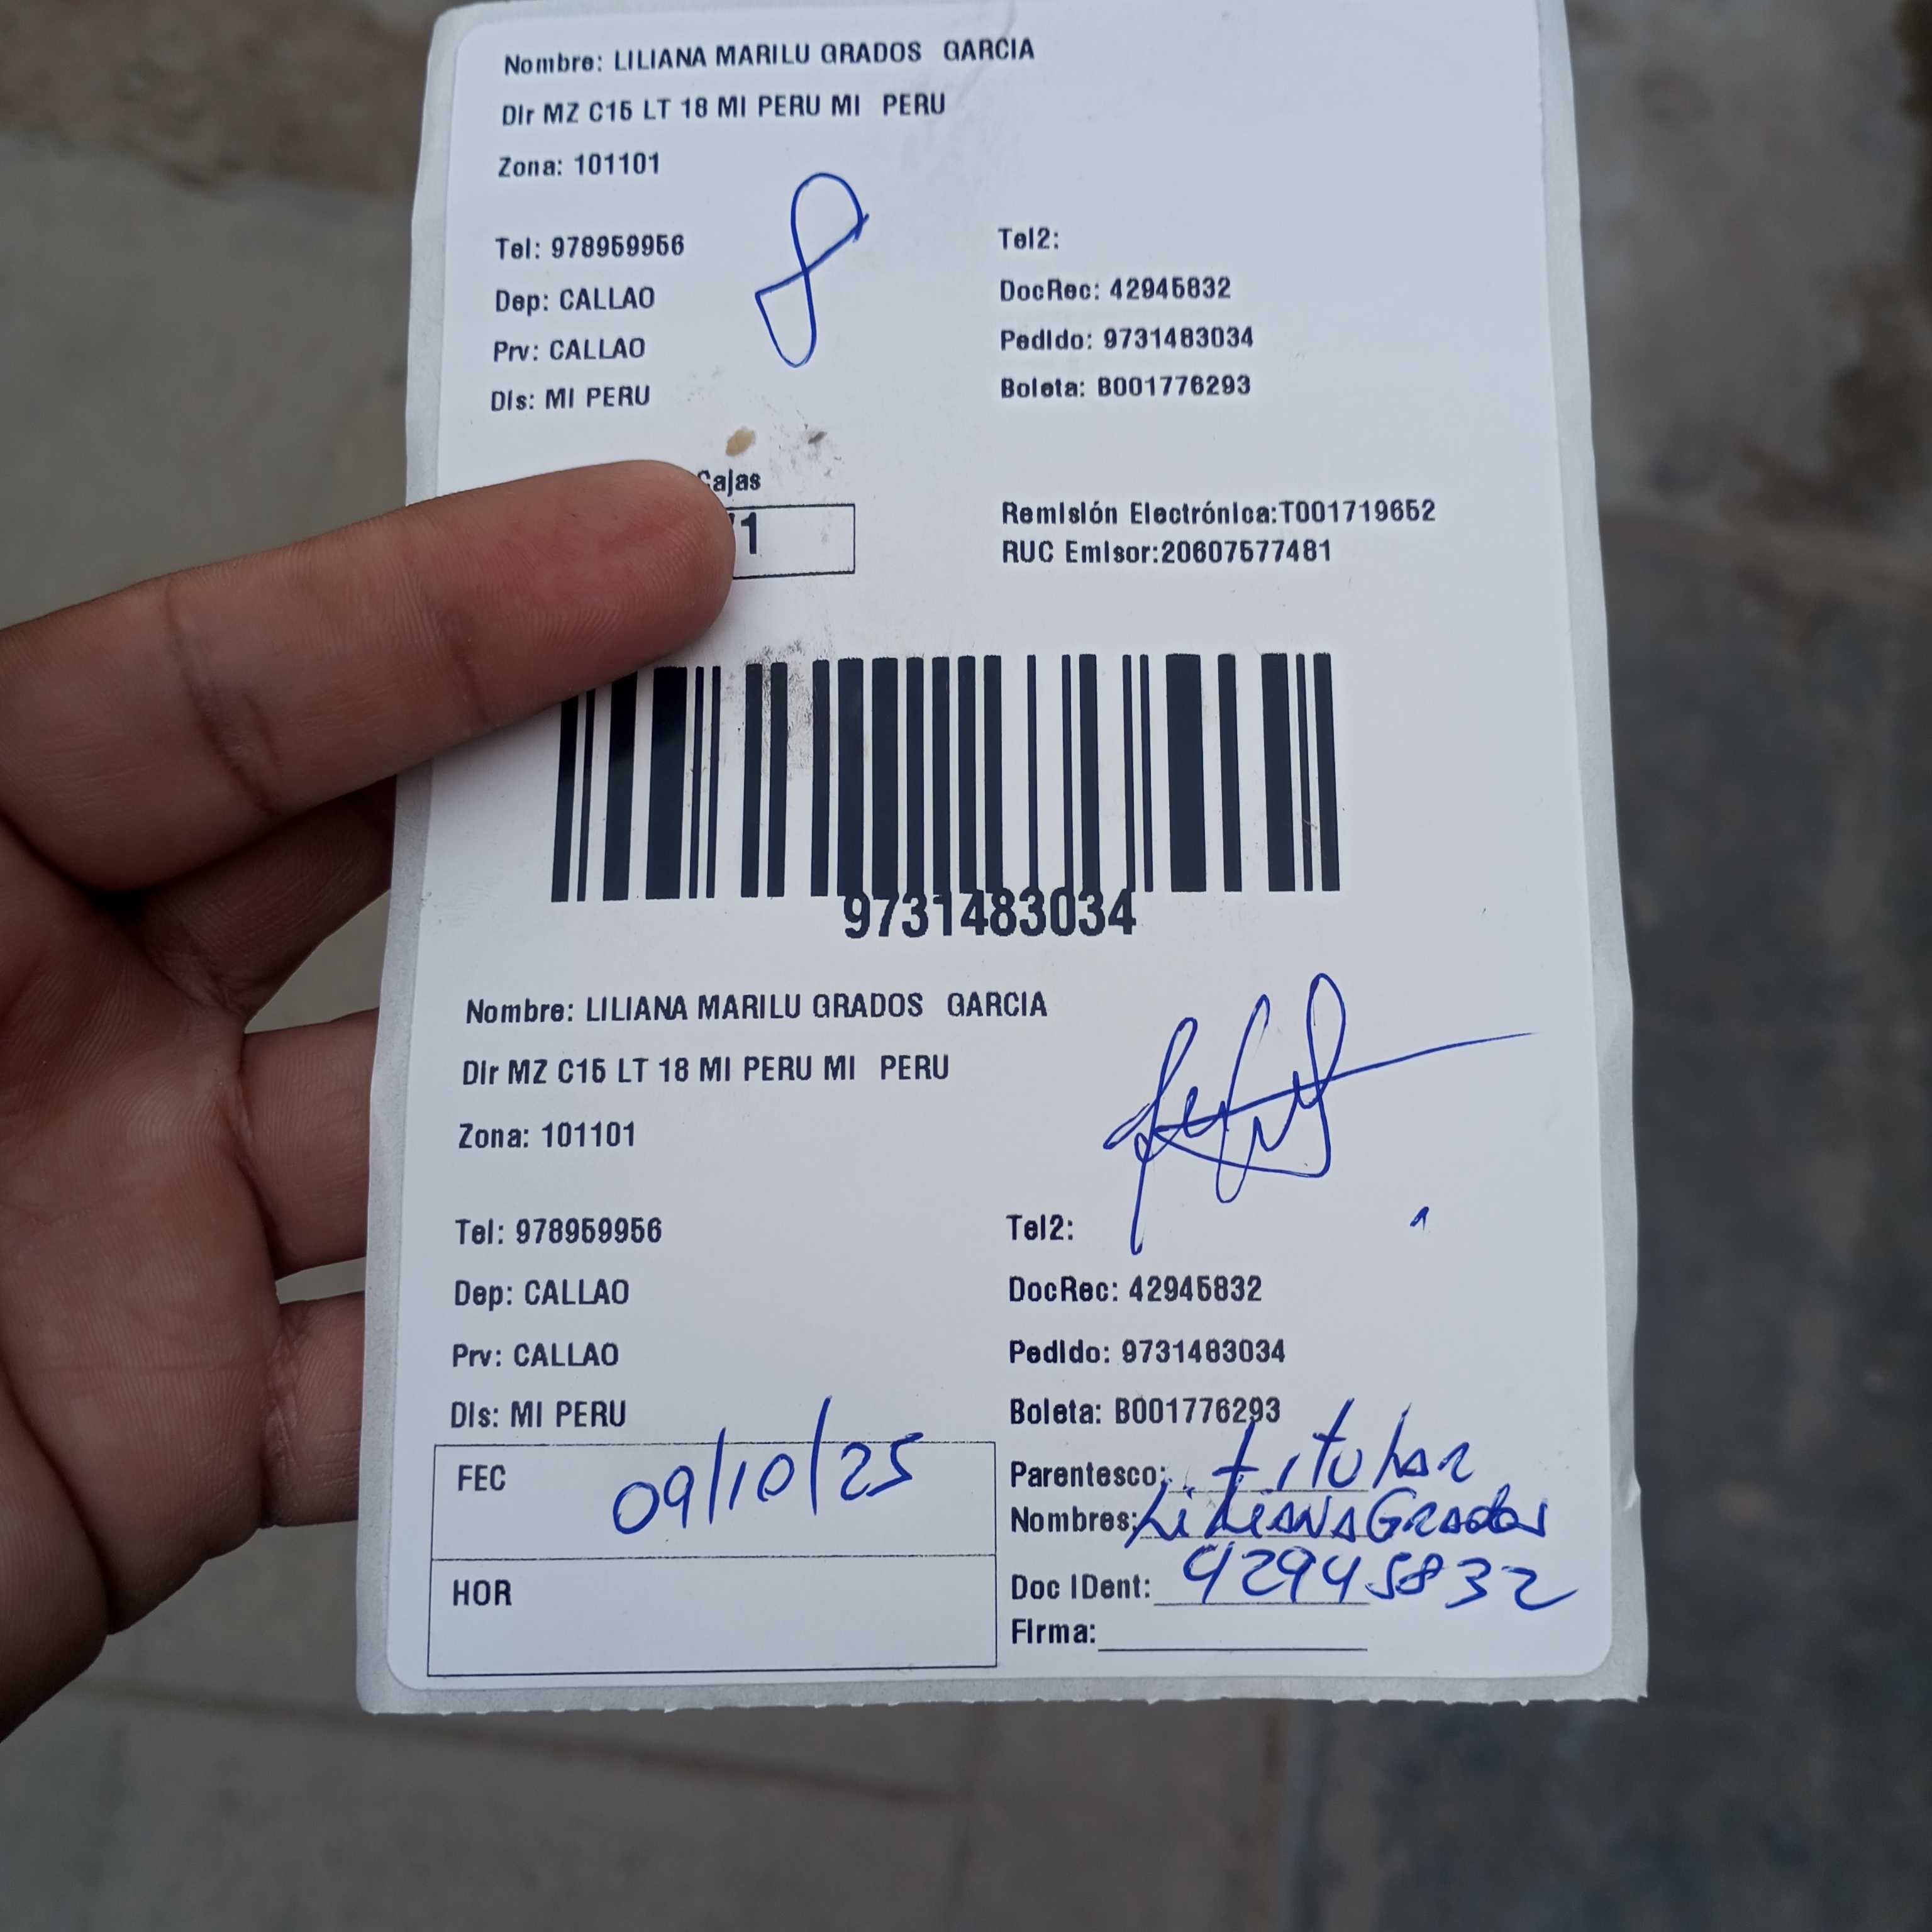 Nombre: LILIANA MARILU GRADOS GARCIA
Dir MZ C15 LT 18 MI PERU MI PERU
Zona: 101101
8
Tel: 978959956
Tel2:
Dep: CALLAO
DocRec: 42945832
Prv: CALLAO
Pedido: 9731483034
Dis: MI PERU
Boleta: B001776293
Cajas
/1
Remisión Electrónica:T001719652
RUC Emisor:20607577481
9731483034
Nombre: LILIANA MARILU GRADOS GARCIA
Dir MZ C15 LT 18 MI PERU MI PERU
Zona: 101101
Tel: 978959956
Tel2:
Dep: CALLAO
DocRec: 42945832
Prv: CALLAO
Pedido: 9731483034
Dis: MI PERU
Boleta: B001776293
FEC 09/10/25
HOR
Parentesco: titular
Nombres: Liliana Grados
Doc IDent: 42945832
Firma: